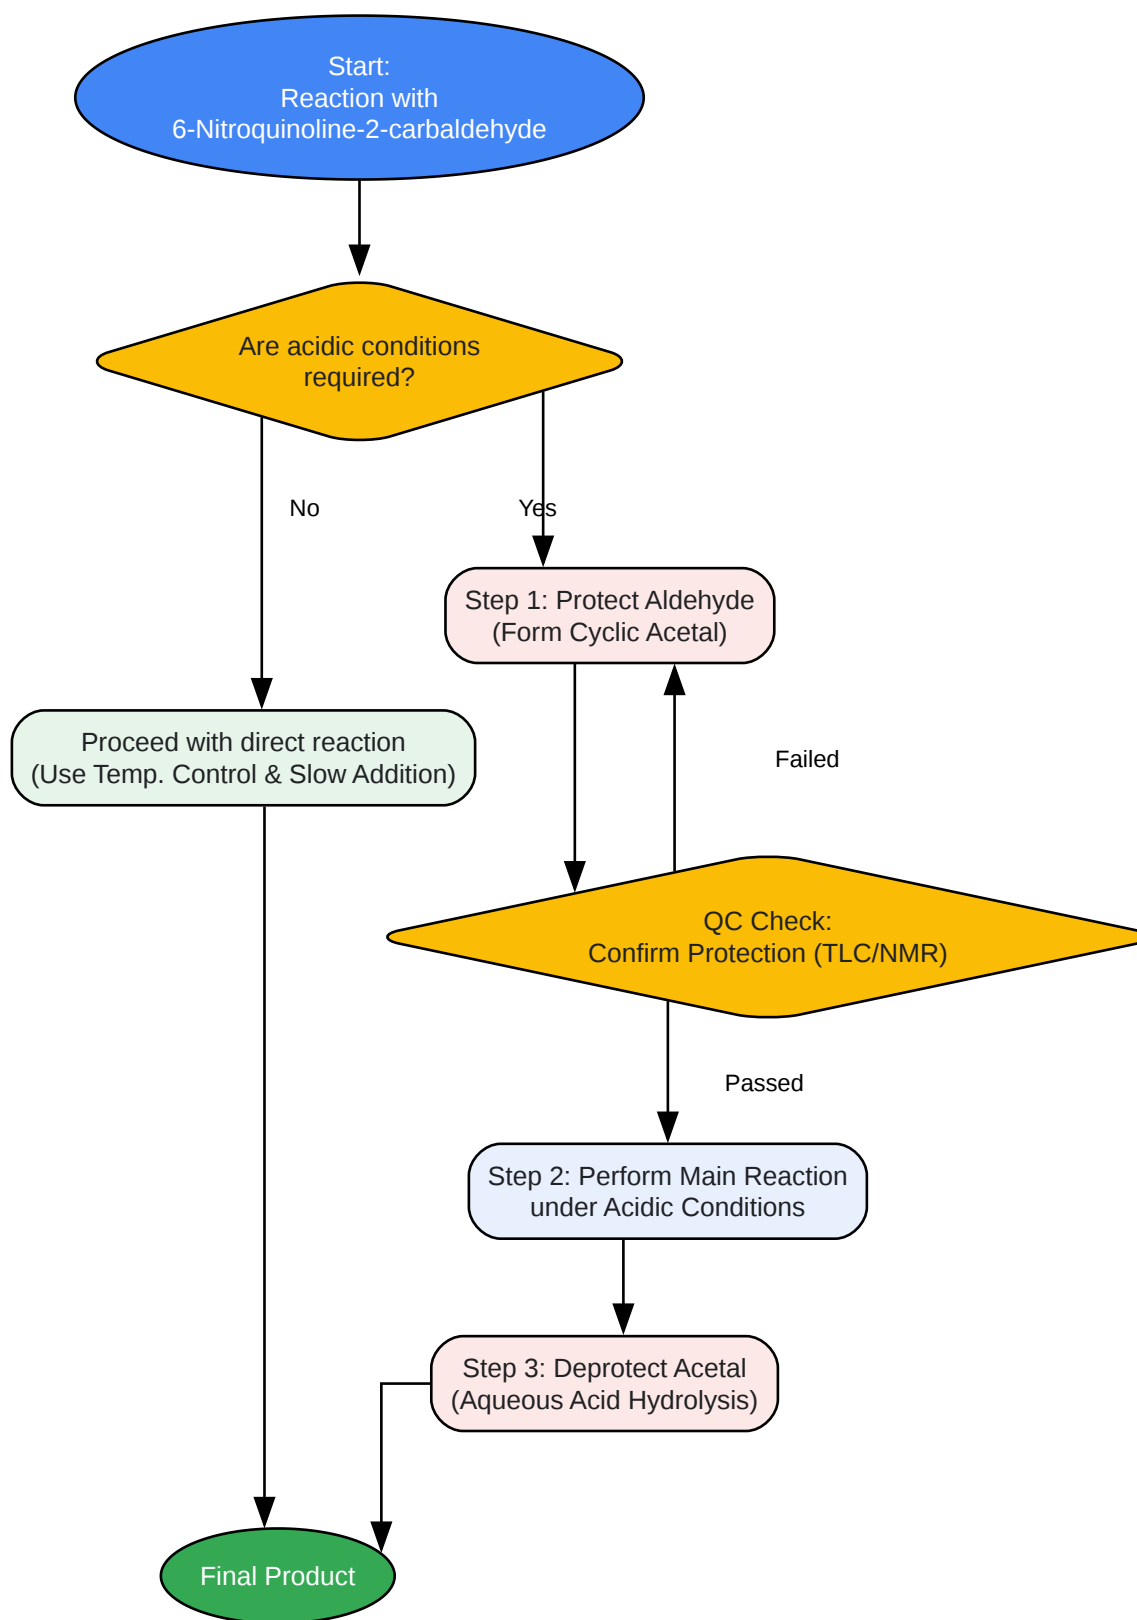 Start:
Reaction with
6-Nitroquinoline-2-carbaldehyde
Are acidic conditions
required?
No
Yes
Step 1: Protect Aldehyde
(Form Cyclic Acetal)
Proceed with direct reaction
(Use Temp. Control & Slow Addition)
Failed
QC Check:
Confirm Protection (TLC/NMR)
Passed
Step 2: Perform Main Reaction
under Acidic Conditions
Step 3: Deprotect Acetal
(Aqueous Acid Hydrolysis)
Final Product